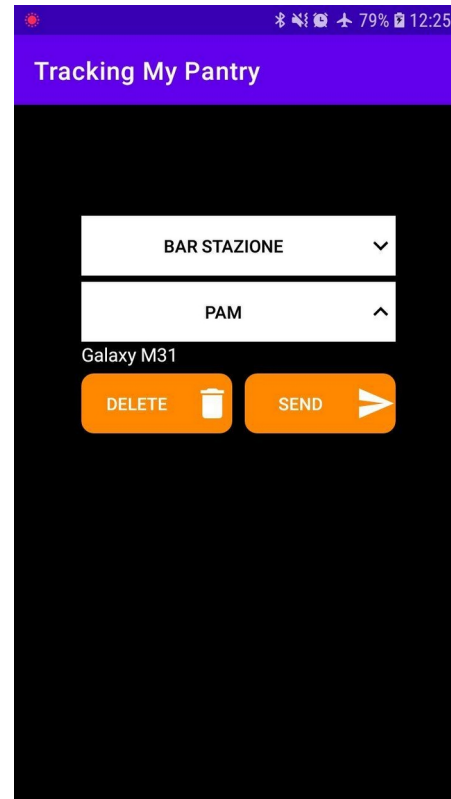 79% 12:25
Tracking My Pantry
BAR STAZIONE
PAM
Galaxy M31
DELETE SEND